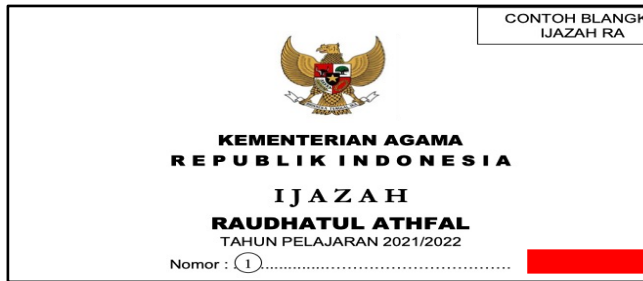 CONTOH BLANGK
IJAZAH RA
KEMENTERIAN AGAMA
REPUBLIK INDONESIA
IJAZAH
RAUDHATUL ATHFAL
TAHUN PELAJARAN 2021/2022
Nomor : 1..................................................